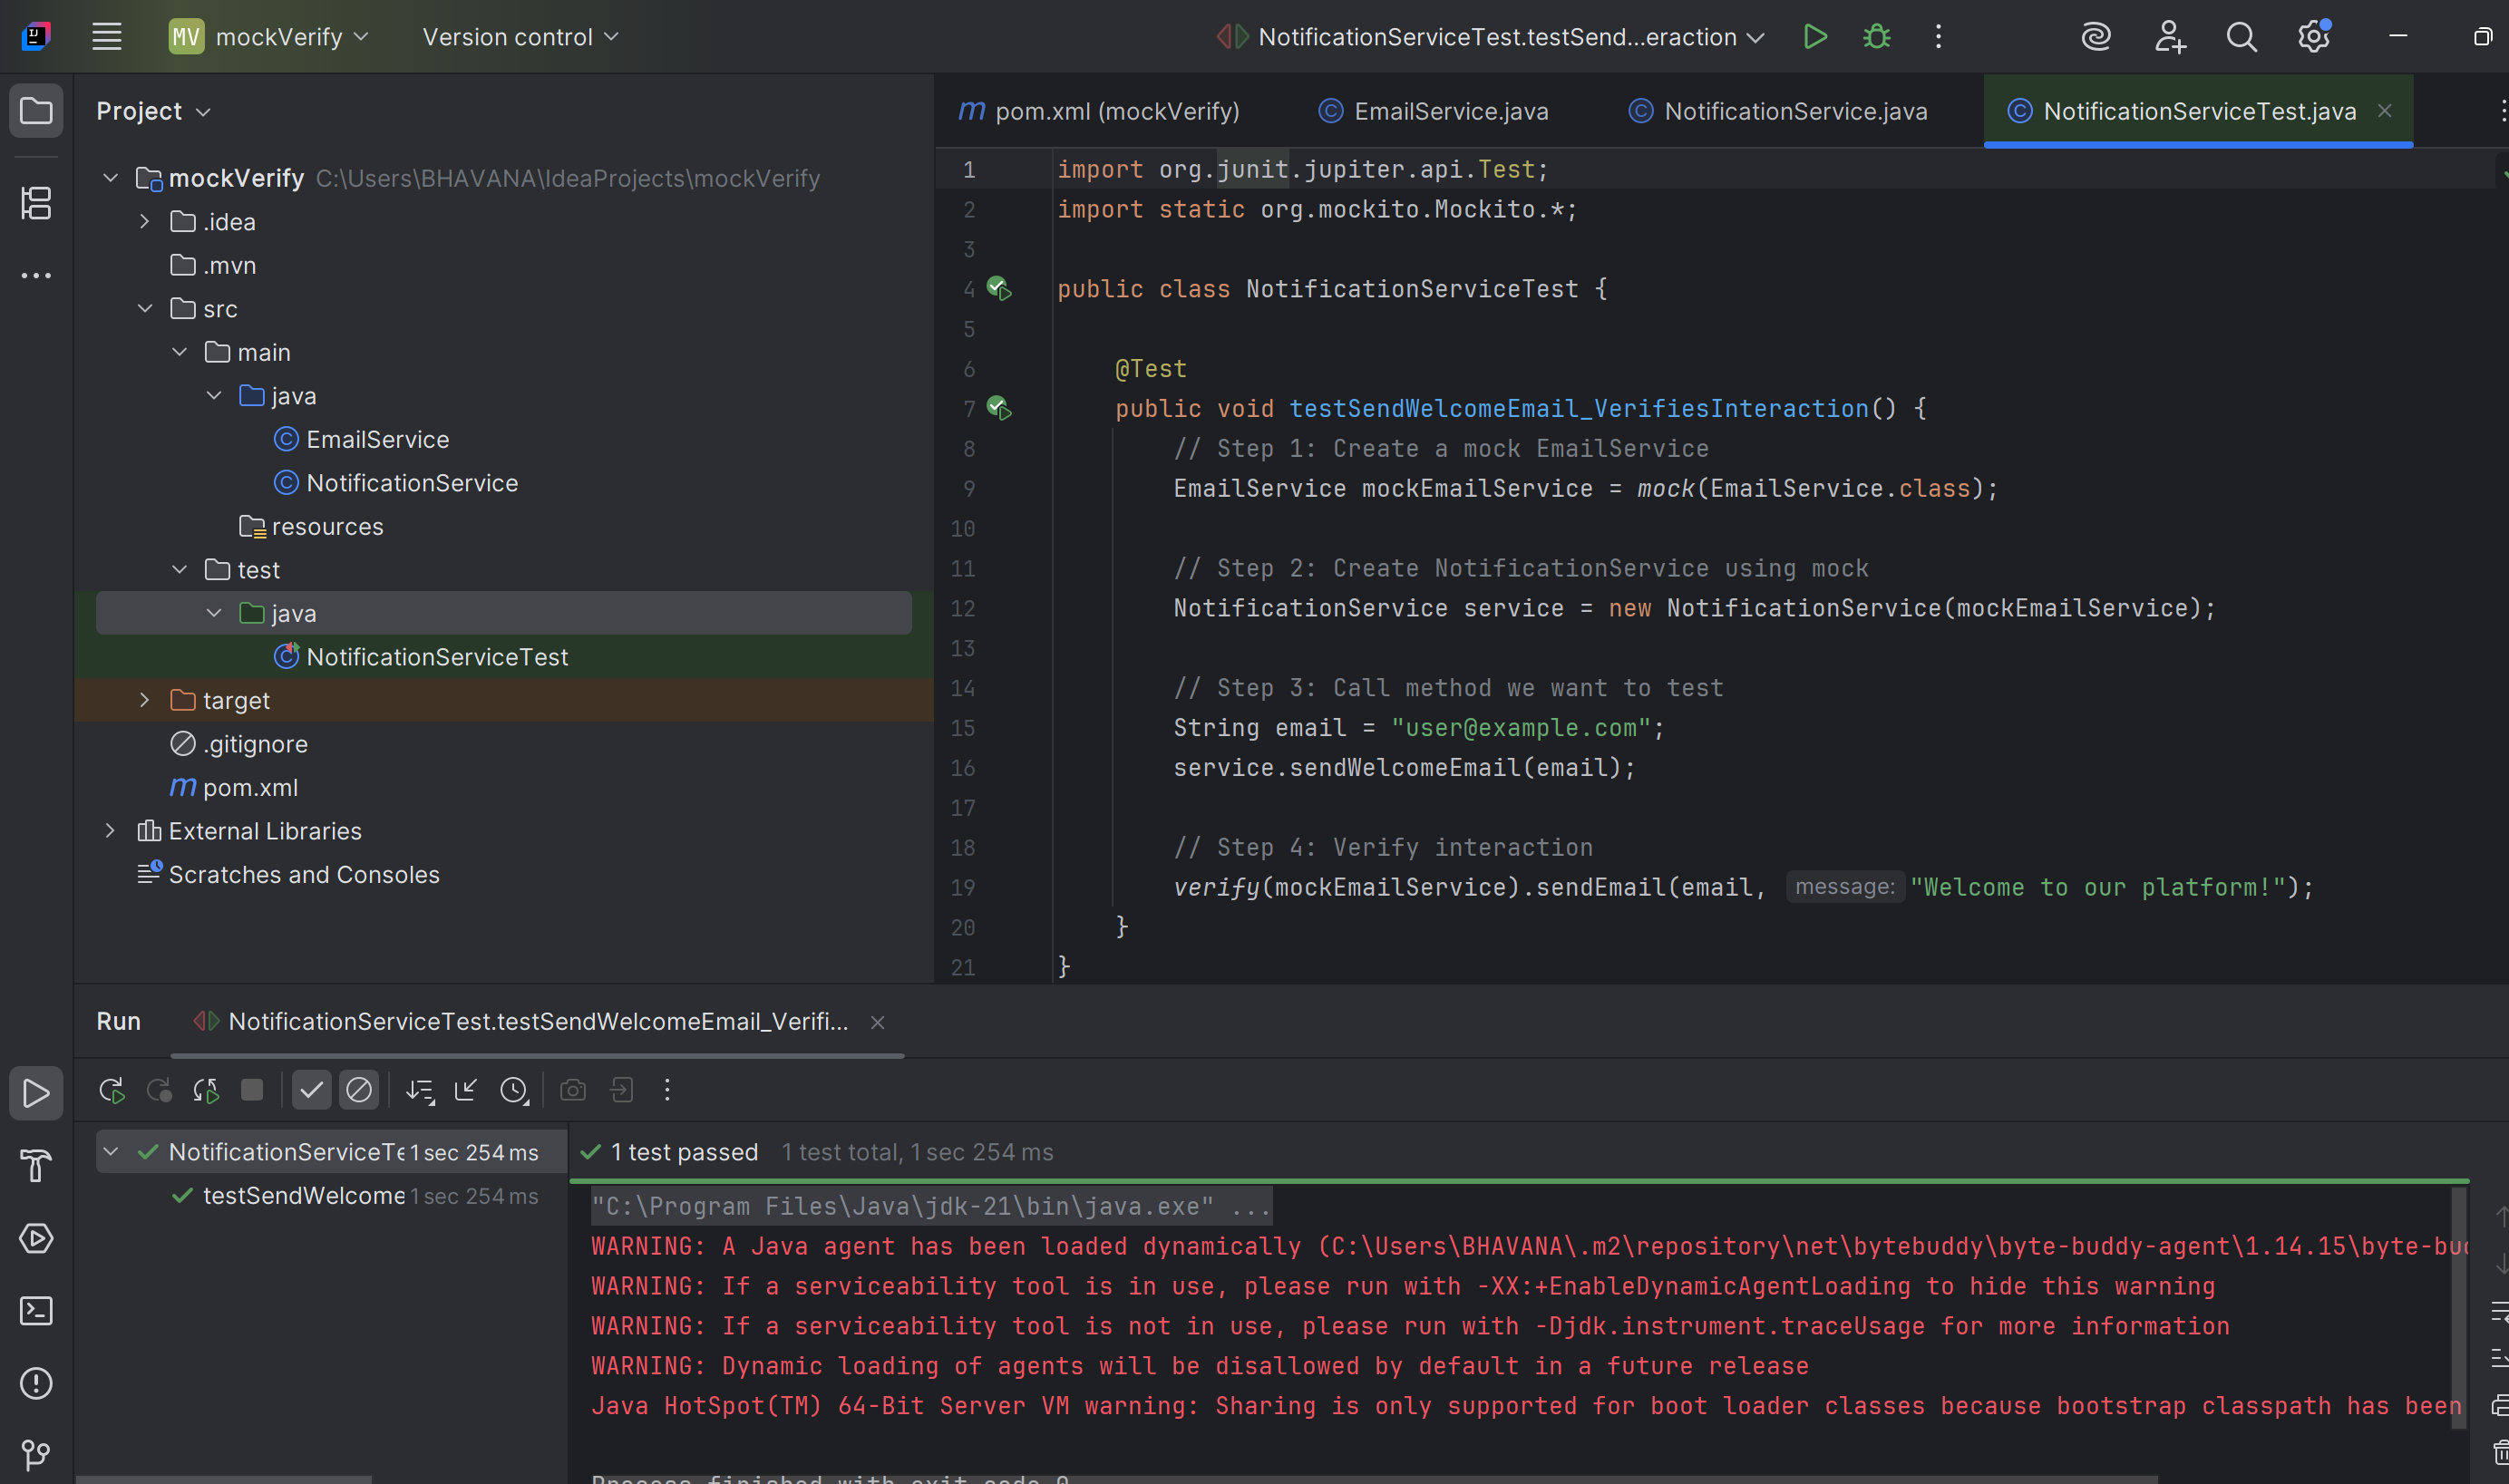 MV mockVerify Version control NotificationServiceTest.testSend...eraction
Project
mockVerify C:\Users\BHAVANA\IdeaProjects\mockVerify
.idea
.mvn
src
main
java
EmailService
NotificationService
resources
test
java
NotificationServiceTest
target
.gitignore
pom.xml
External Libraries
Scratches and Consoles
pom.xml (mockVerify) EmailService.java NotificationService.java NotificationServiceTest.java
1 import org.junit.jupiter.api.Test;
2 import static org.mockito.Mockito.*;
3
4 public class NotificationServiceTest {
5
6 @Test
7 public void testSendWelcomeEmail_VerifiesInteraction() {
8 // Step 1: Create a mock EmailService
9 EmailService mockEmailService = mock(EmailService.class);
10
11 // Step 2: Create NotificationService using mock
12 NotificationService service = new NotificationService(mockEmailService);
13
14 // Step 3: Call method we want to test
15 String email = "user@example.com";
16 service.sendWelcomeEmail(email);
17
18 // Step 4: Verify interaction
19 verify(mockEmailService).sendEmail(email, message: "Welcome to our platform!");
20 }
21 }
Run NotificationServiceTest.testSendWelcomeEmail_Verifi...
NotificationServiceTe 1 sec 254 ms
testSendWelcome 1 sec 254 ms
1 test passed 1 test total, 1 sec 254 ms
"C:\Program Files\Java\jdk-21\bin\java.exe" ...
WARNING: A Java agent has been loaded dynamically (C:\Users\BHAVANA\.m2\repository\net\bytebuddy\byte-buddy-agent\1.14.15\byte-bud
WARNING: If a serviceability tool is in use, please run with -XX:+EnableDynamicAgentLoading to hide this warning
WARNING: If a serviceability tool is not in use, please run with -Djdk.instrument.traceUsage for more information
WARNING: Dynamic loading of agents will be disallowed by default in a future release
Java HotSpot(TM) 64-Bit Server VM warning: Sharing is only supported for boot loader classes because bootstrap classpath has been
Process finished with exit code 0